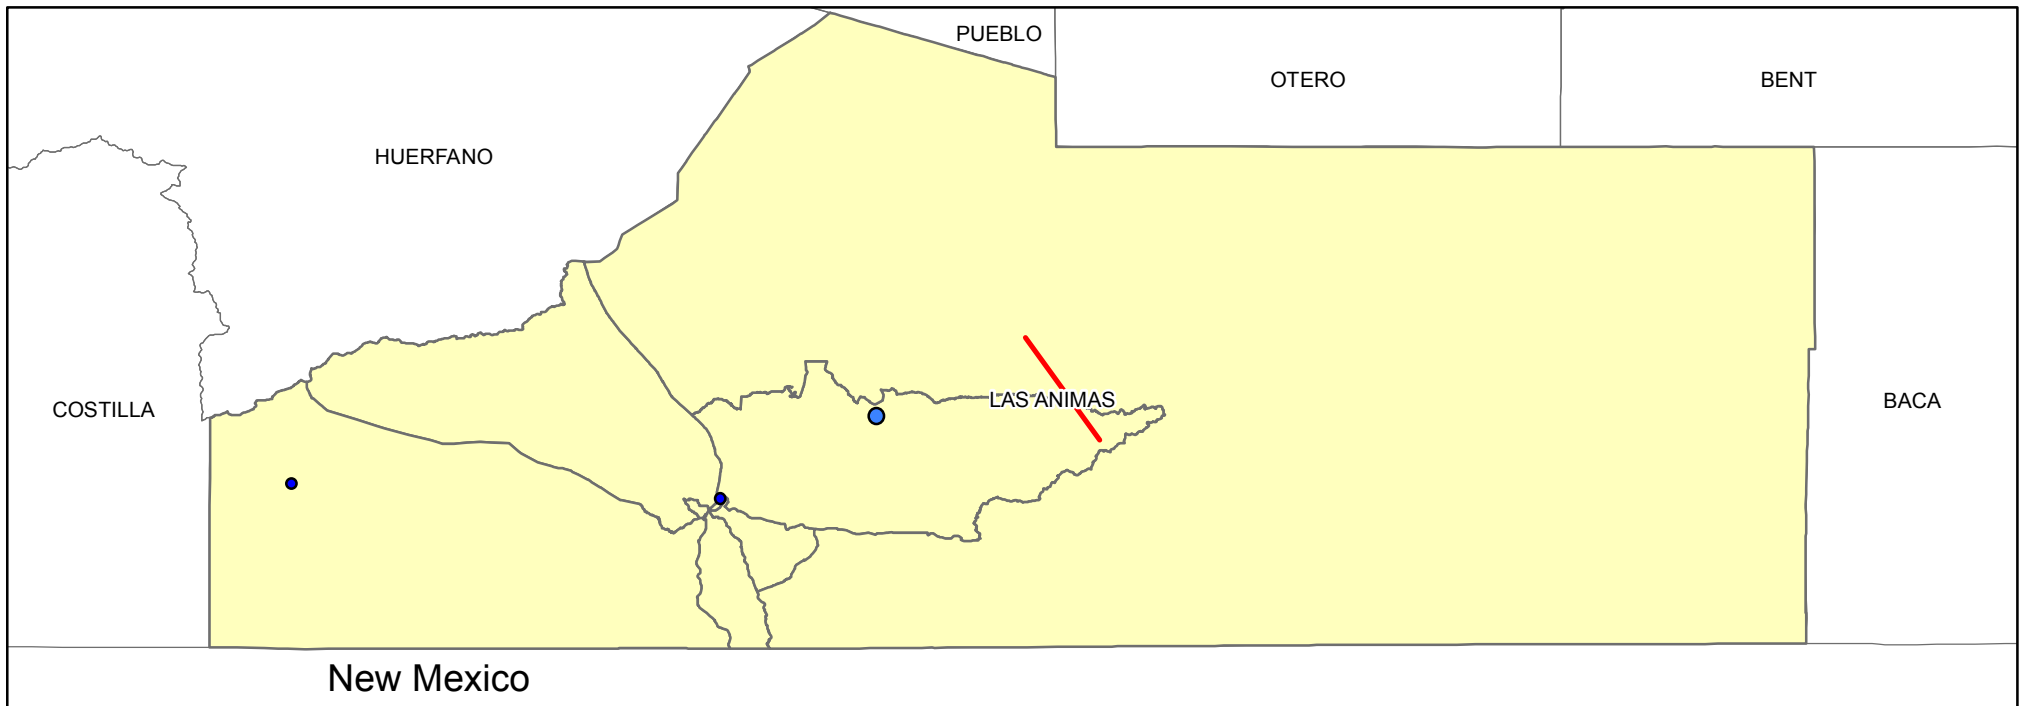 PUEBLO
OTERO
BENT
HUERFANO
LAS ANIMAS
COSTILLA
BACA
New Mexico